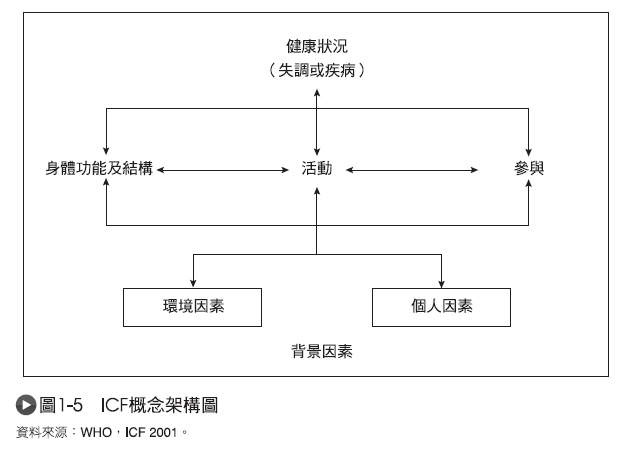 健康狀況
（失調或疾病）
身體功能及結構 活動 參與
環境因素 個人因素
背景因素
圖1-5 ICF概念架構圖
資料來源：WHO，ICF 2001。